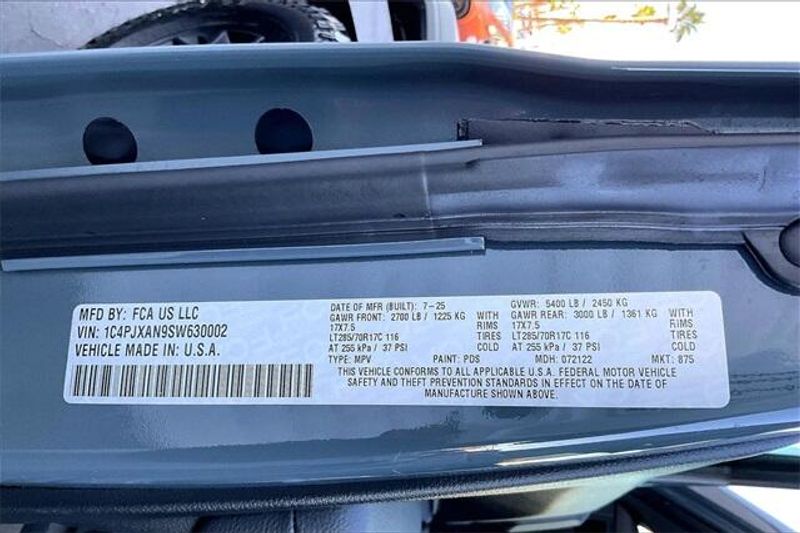 MFD BY: FCA US LLC
VIN: 1C4PJXAN9SW630002
VEHICLE MADE IN: U.S.A.
DATE OF MFR (BUILT): 7-25
GAWR FRONT: 2700 LB / 1225 KG WITH
17X7.5 RIMS
LT285/70R17C 116 TIRES
AT 255 kPa / 37 PSI COLD
GVWR: 5400 LB / 2450 KG
GAWR REAR: 3000 LB / 1361 KG WITH
17X7.5 RIMS
LT285/70R17C 116 TIRES
AT 255 kPa / 37 PSI COLD
TYPE: MPV PAINT: PDS MDH: 072122 MKT: 875
THIS VEHICLE CONFORMS TO ALL APPLICABLE U.S.A. FEDERAL MOTOR VEHICLE
SAFETY AND THEFT PREVENTION STANDARDS IN EFFECT ON THE DATE OF
MANUFACTURE SHOWN ABOVE.